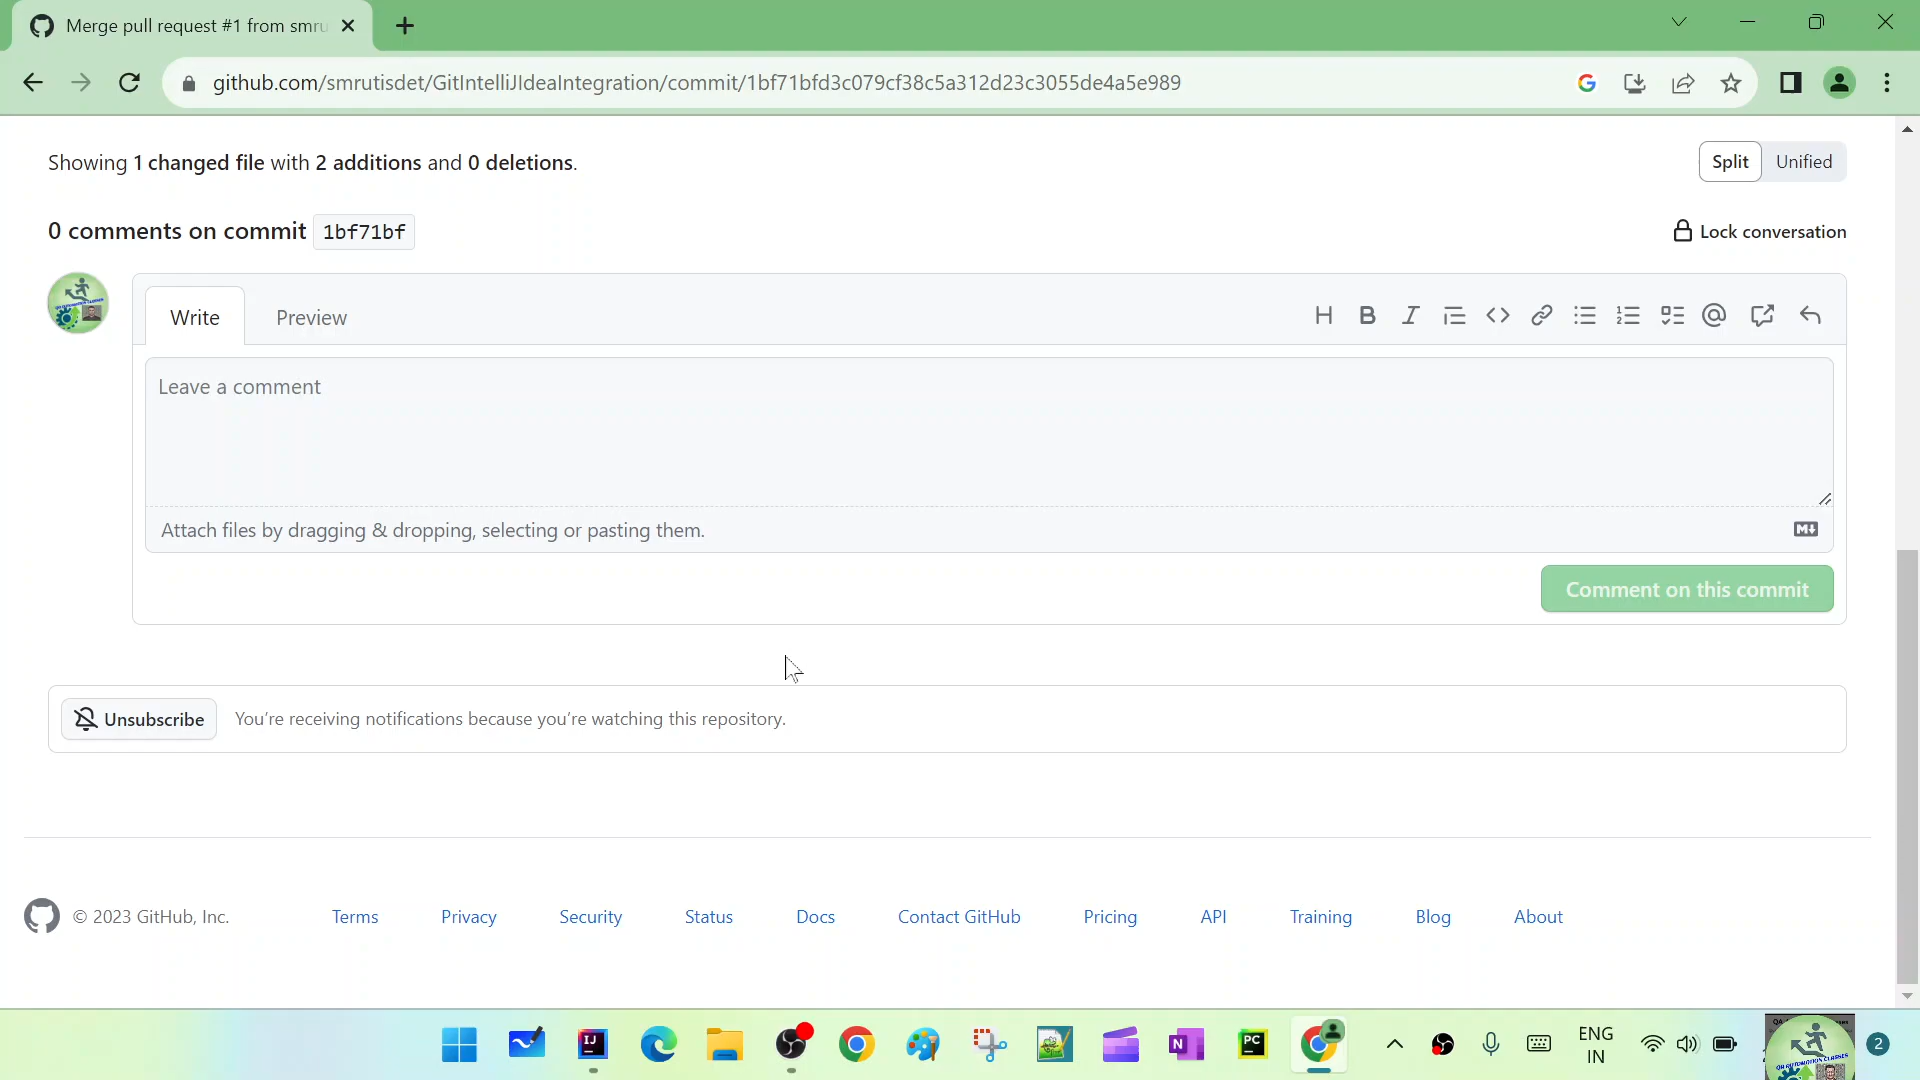 Merge pull request #1 from smru
github.com/smrutisdet/GitIntelliJIdeaIntegration/commit/1bf71bfd3c079cf38c5a312d23c3055de4a5e989
Showing 1 changed file with 2 additions and 0 deletions.
Split Unified
0 comments on commit 1bf71bf
Lock conversation
Write Preview
Leave a comment
Attach files by dragging & dropping, selecting or pasting them.
Comment on this commit
Unsubscribe You're receiving notifications because you're watching this repository.
© 2023 GitHub, Inc. Terms Privacy Security Status Docs Contact GitHub Pricing API Training Blog About
ENG
IN
2